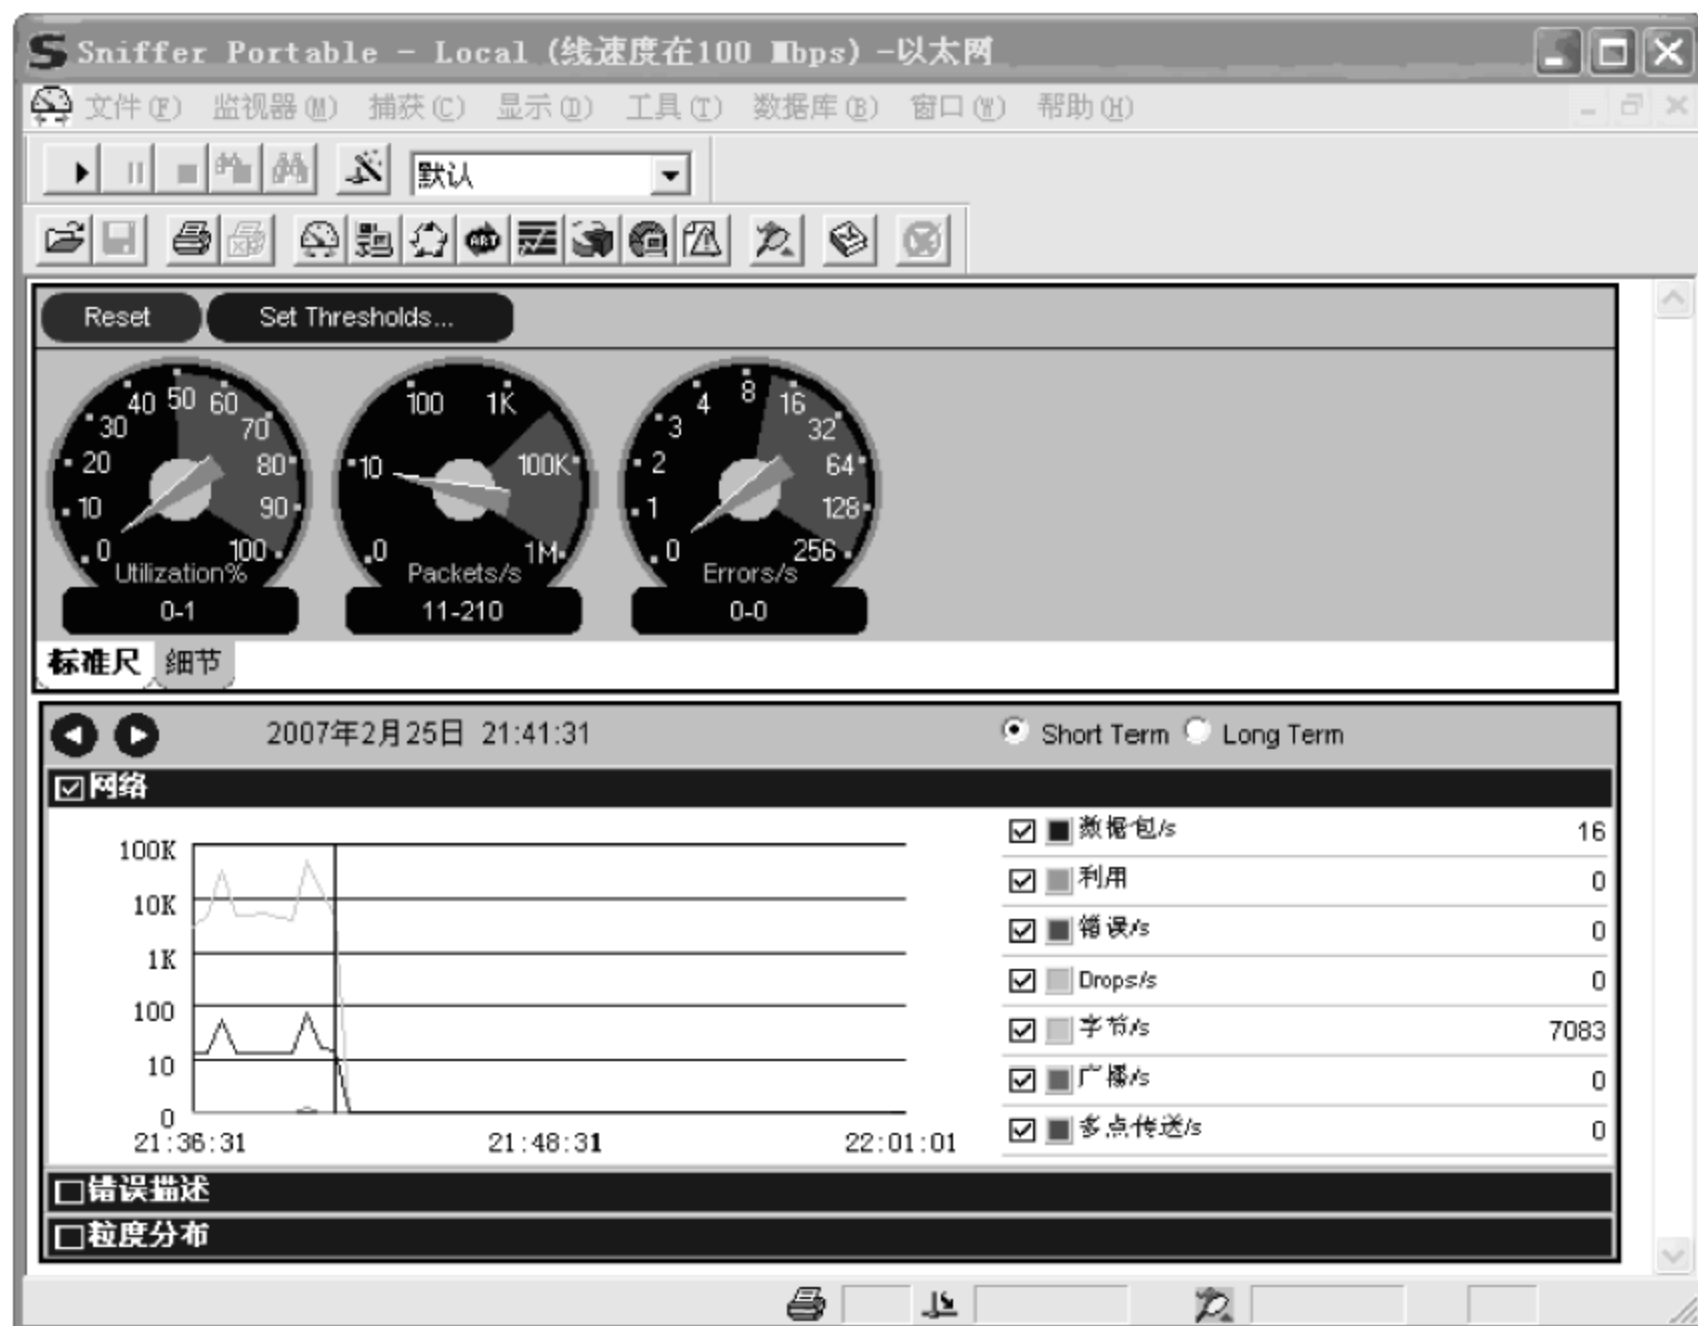 Sniffer Portable - Local (线速度在100 Mbps) -以太网
文件(F) 监视器(M) 捕获(C) 显示(D) 工具(T) 数据库(B) 窗口(W) 帮助(H)
默认
ART
Reset Set Thresholds...
0 10 20 30 40 50 60 70 80 90 100
Utilization%
0-1
0 10 100 1K 100K 1M
Packets/s
11-210
0 1 2 3 4 8 16 32 64 128 256
Errors/s
0-0
标准尺 细节
2007年2月25日 21:41:31 Short Term Long Term
网络
100K
10K
1K
100
10
0
21:36:31 21:48:31 22:01:01
数据包/s 16
利用 0
错误/s 0
Drops/s 0
字节/s 7083
广播/s 0
多点传送/s 0
错误描述
粒度分布